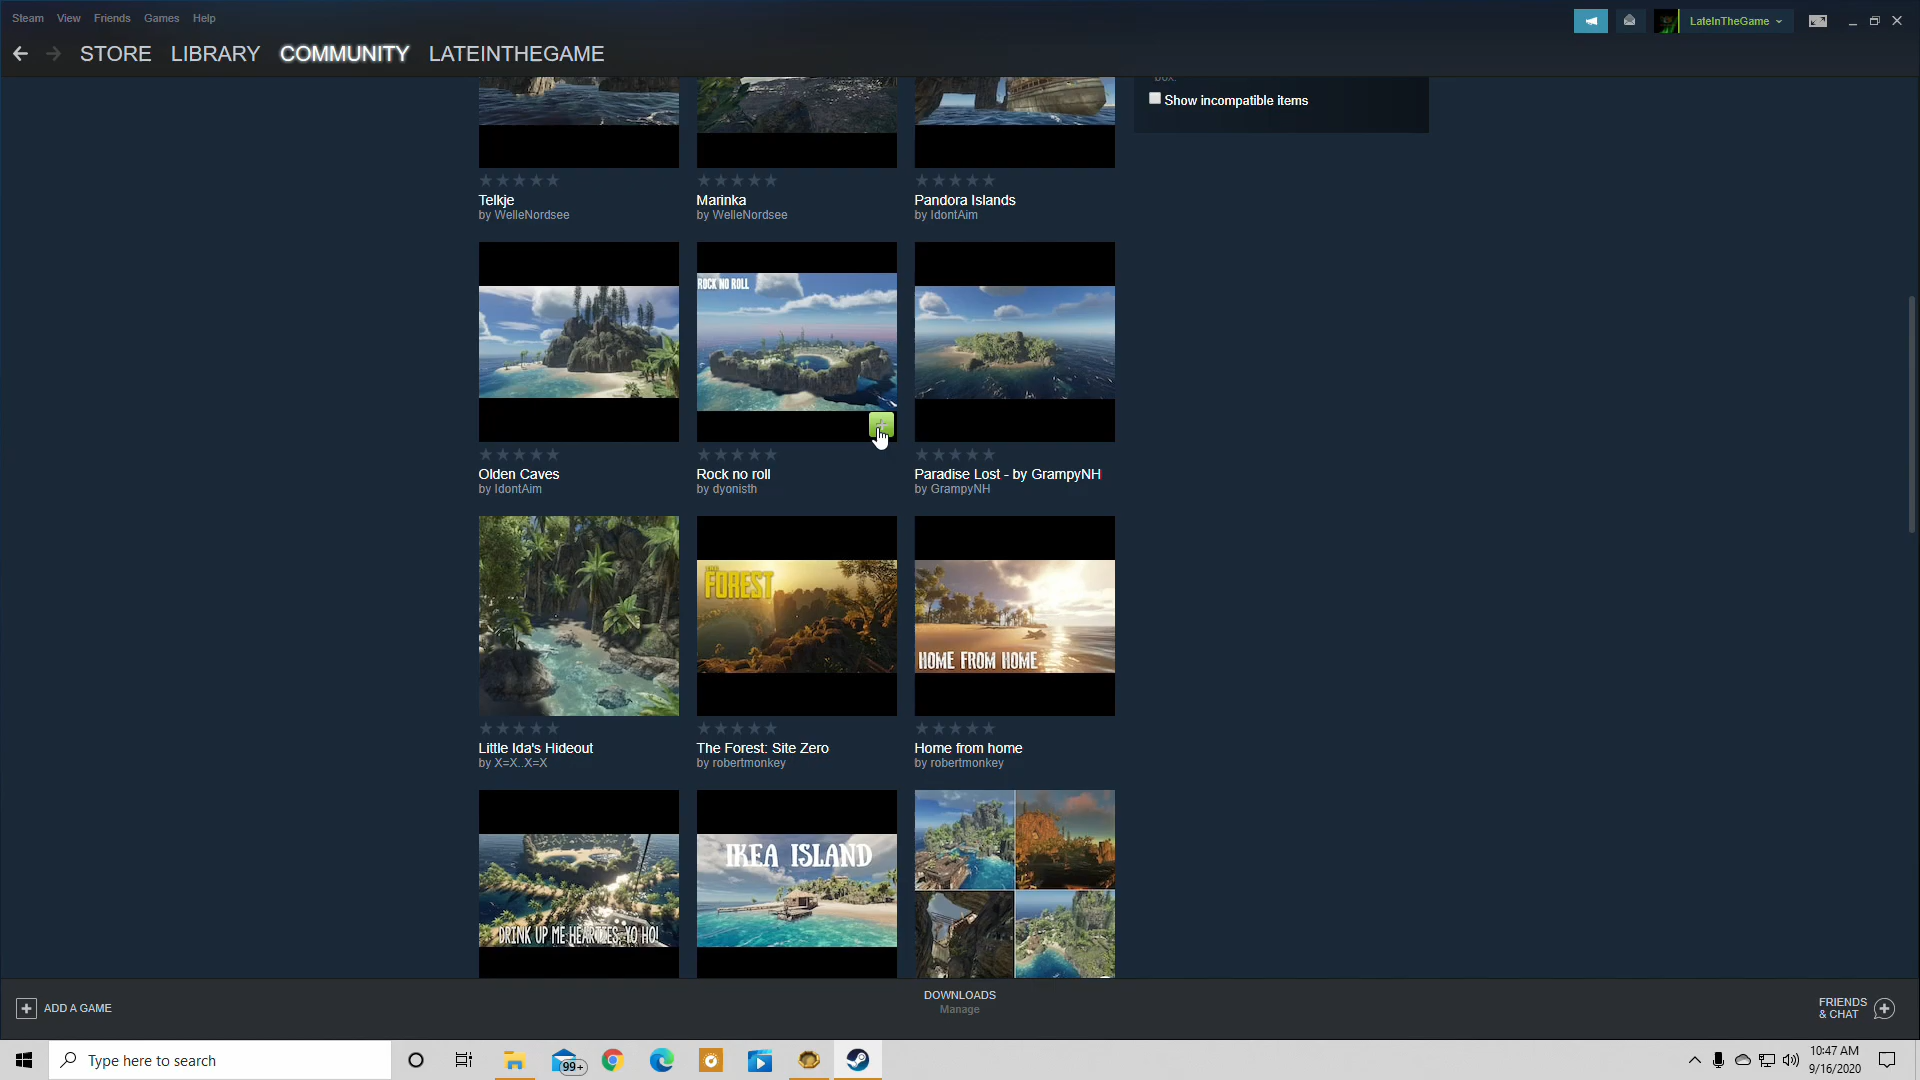 Steam View Friends Games Help
LateInTheGame
STORE LIBRARY COMMUNITY LATEINTHEGAME
box.
Show incompatible items
Telkje
by WelleNordsee
Marinka
by WelleNordsee
Pandora Islands
by IdontAim
ROCK NO ROLL
Olden Caves
by IdontAim
Rock no roll
by dyonisth
Paradise Lost - by GrampyNH
by GrampyNH
THE FOREST
HOME FROM HOME
Little Ida's Hideout
by X=X..X=X
The Forest: Site Zero
by robertmonkey
Home from home
by robertmonkey
DRINK UP ME HEARTIES, YO HO!
IKEA ISLAND
ADD A GAME
DOWNLOADS
Manage
FRIENDS
& CHAT
Type here to search
99+
10:47 AM
9/16/2020